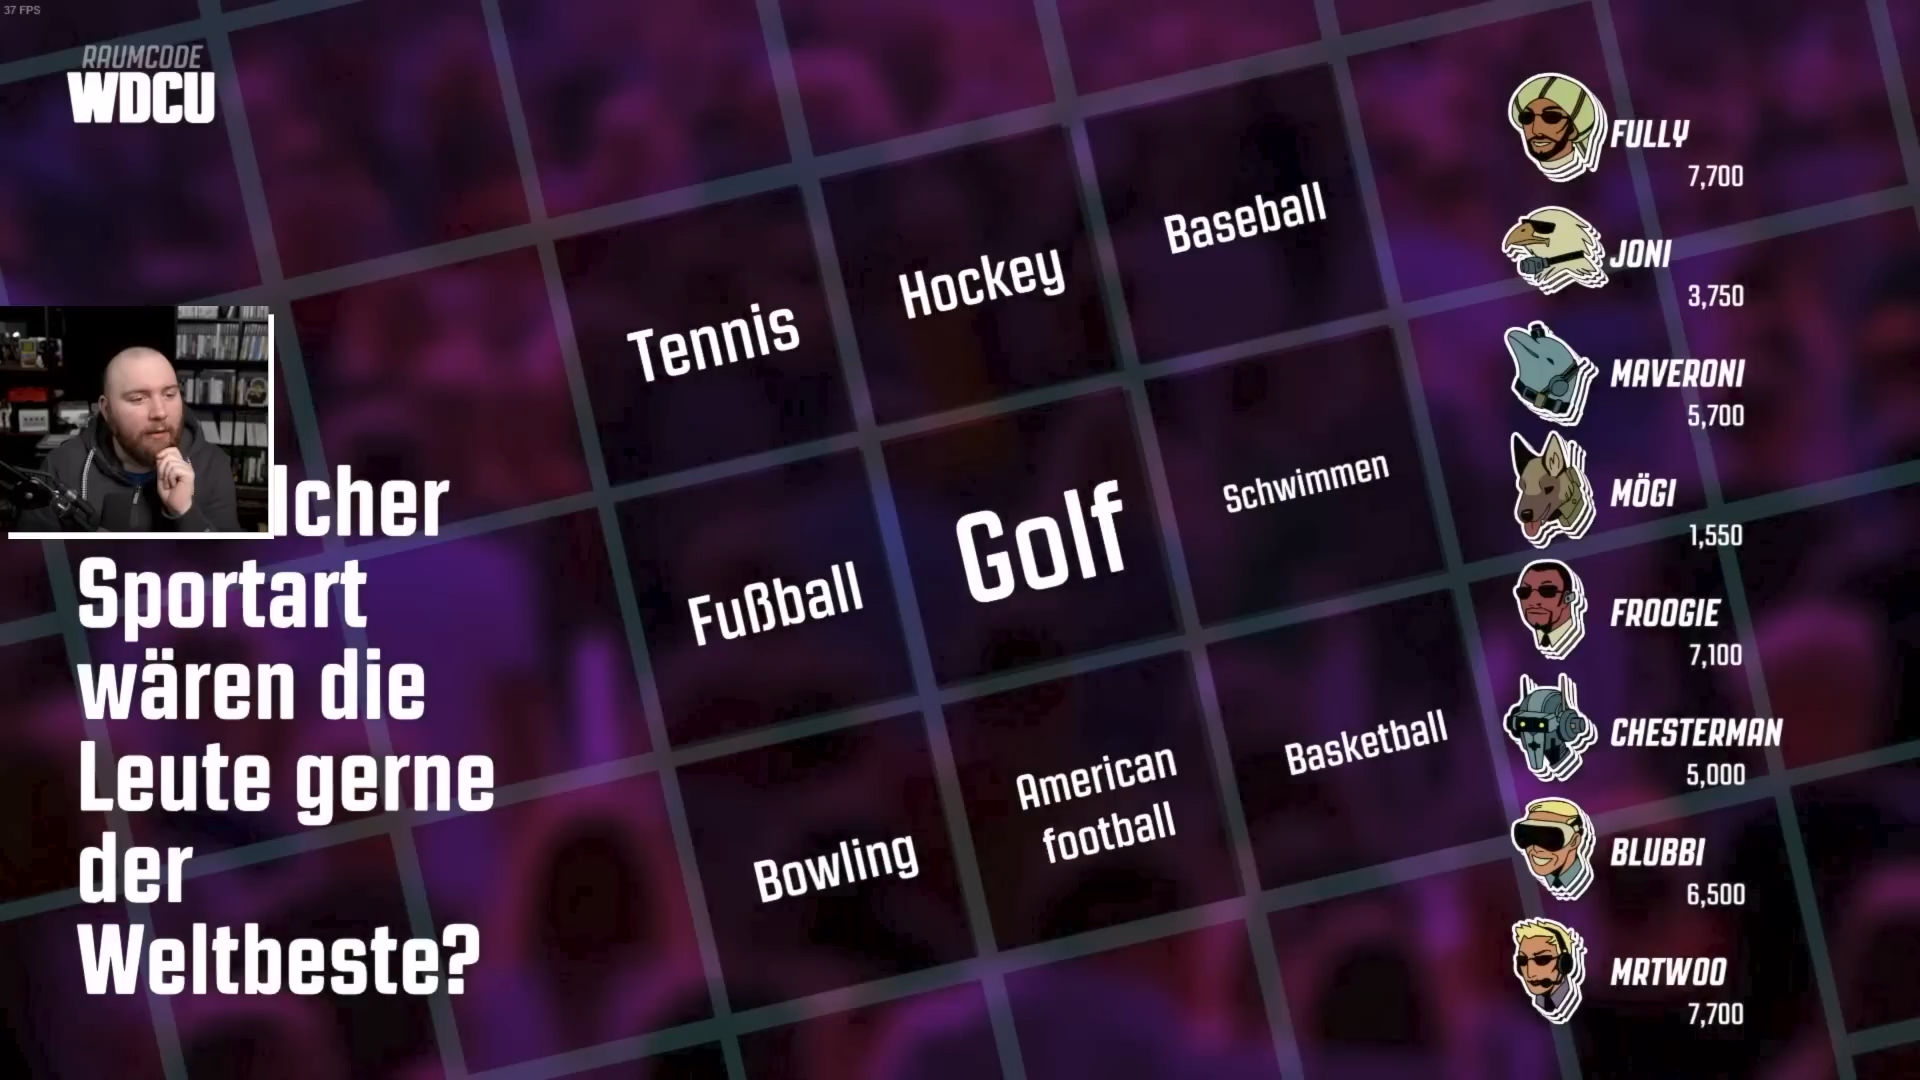 37 FPS
RAUMCODE
WDCU
lcher
Sportart
wären die
Leute gerne
der
Weltbeste?
Tennis
Hockey
Baseball
Fußball
Golf
Schwimmen
Bowling
American
football
Basketball
FULLY
7,700
JONI
3,750
MAVERONI
5,700
MÖGI
1,550
FROOGIE
7,100
CHESTERMAN
5,000
BLUBBI
6,500
MRTWOO
7,700